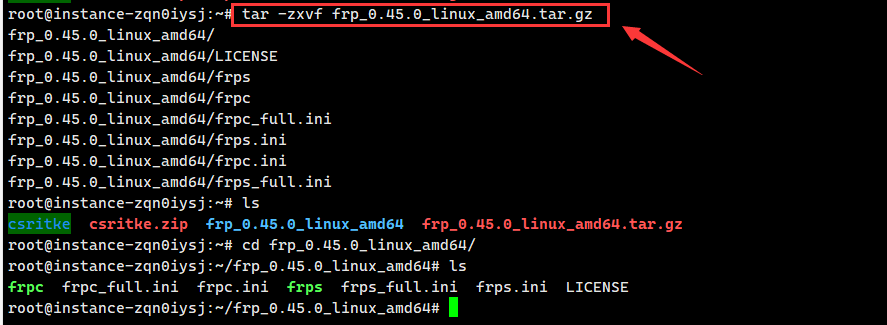 root@instance-zqn0iysj:~# tar -zxvf frp_0.45.0_linux_amd64.tar.gz
frp_0.45.0_linux_amd64/
frp_0.45.0_linux_amd64/LICENSE
frp_0.45.0_linux_amd64/frps
frp_0.45.0_linux_amd64/frpc
frp_0.45.0_linux_amd64/frpc_full.ini
frp_0.45.0_linux_amd64/frps.ini
frp_0.45.0_linux_amd64/frpc.ini
frp_0.45.0_linux_amd64/frps_full.ini
root@instance-zqn0iysj:~# ls
csritke  csritke.zip  frp_0.45.0_linux_amd64  frp_0.45.0_linux_amd64.tar.gz
root@instance-zqn0iysj:~# cd frp_0.45.0_linux_amd64/
root@instance-zqn0iysj:~/frp_0.45.0_linux_amd64# ls
frpc  frpc_full.ini  frpc.ini  frps  frps_full.ini  frps.ini  LICENSE
root@instance-zqn0iysj:~/frp_0.45.0_linux_amd64#